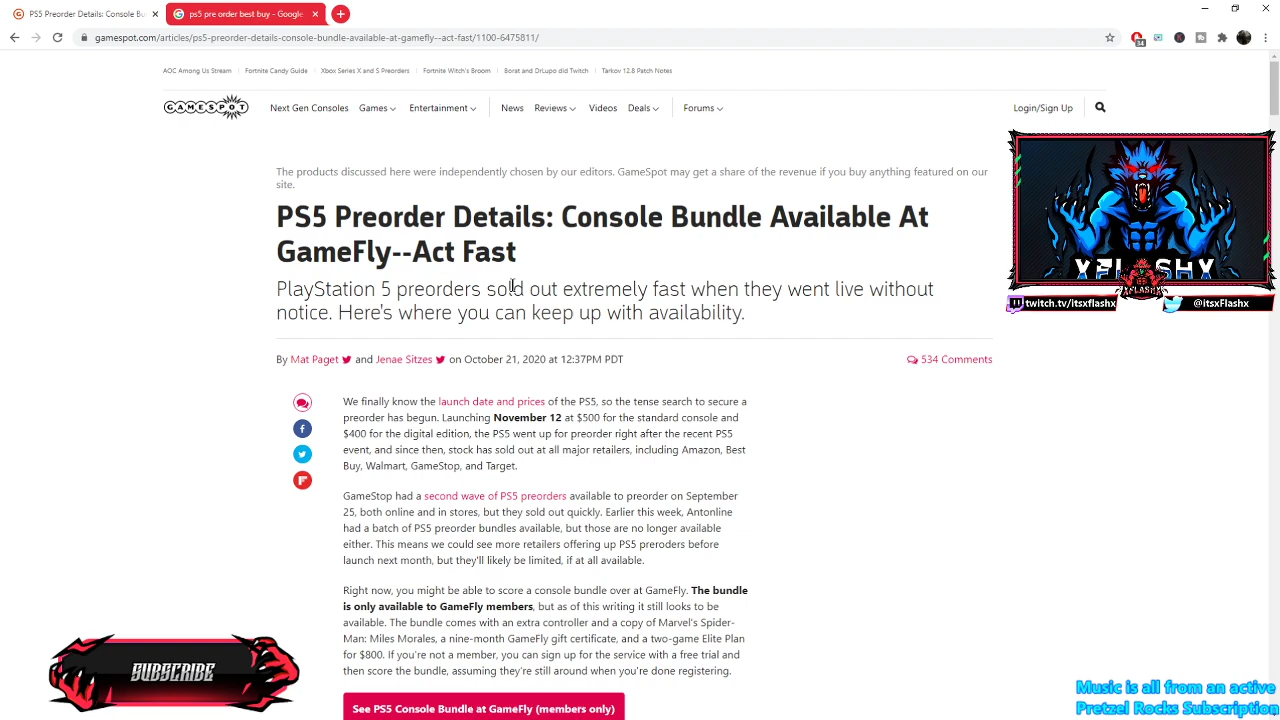 PS5 Preorder Details: Console Bu
ps5 pre order best buy - Google
gamespot.com/articles/ps5-preorder-details-console-bundle-available-at-gamefly--act-fast/1100-6475811/
34
AOC Among Us Stream Fortnite Candy Guide Xbox Series X and S Preorders Fortnite Witch's Broom Borat and DrLupo did Twitch Tarkov 12.8 Patch Notes
GAMESPOT Next Gen Consoles Games Entertainment News Reviews Videos Deals Forums Login/Sign Up
The products discussed here were independently chosen by our editors. GameSpot may get a share of the revenue if you buy anything featured on our
site.
PS5 Preorder Details: Console Bundle Available At
GameFly--Act Fast
PlayStation 5 preorders sold out extremely fast when they went live without
notice. Here's where you can keep up with availability.
By Mat Paget and Jenae Sitzes on October 21, 2020 at 12:37PM PDT
534 Comments
We finally know the launch date and prices of the PS5, so the tense search to secure a
preorder has begun. Launching November 12 at $500 for the standard console and
$400 for the digital edition, the PS5 went up for preorder right after the recent PS5
event, and since then, stock has sold out at all major retailers, including Amazon, Best
Buy, Walmart, GameStop, and Target.
GameStop had a second wave of PS5 preorders available to preorder on September
25, both online and in stores, but they sold out quickly. Earlier this week, Antonline
had a batch of PS5 preorder bundles available, but those are no longer available
either. This means we could see more retailers offering up PS5 preroders before
launch next month, but they'll likely be limited, if at all available.
Right now, you might be able to score a console bundle over at GameFly. The bundle
is only available to GameFly members, but as of this writing it still looks to be
available. The bundle comes with an extra controller and a copy of Marvel's Spider-
Man: Miles Morales, a nine-month GameFly gift certificate, and a two-game Elite Plan
for $800. If you're not a member, you can sign up for the service with a free trial and
then score the bundle, assuming they're still around when you're done registering.
See PS5 Console Bundle at GameFly (members only)
XFLASHX
XFLASHX
twitch.tv/itsxflashx
@itsxFlashx
SUBSCRIBE
Music is all from an active
Pretzel Rocks Subscription